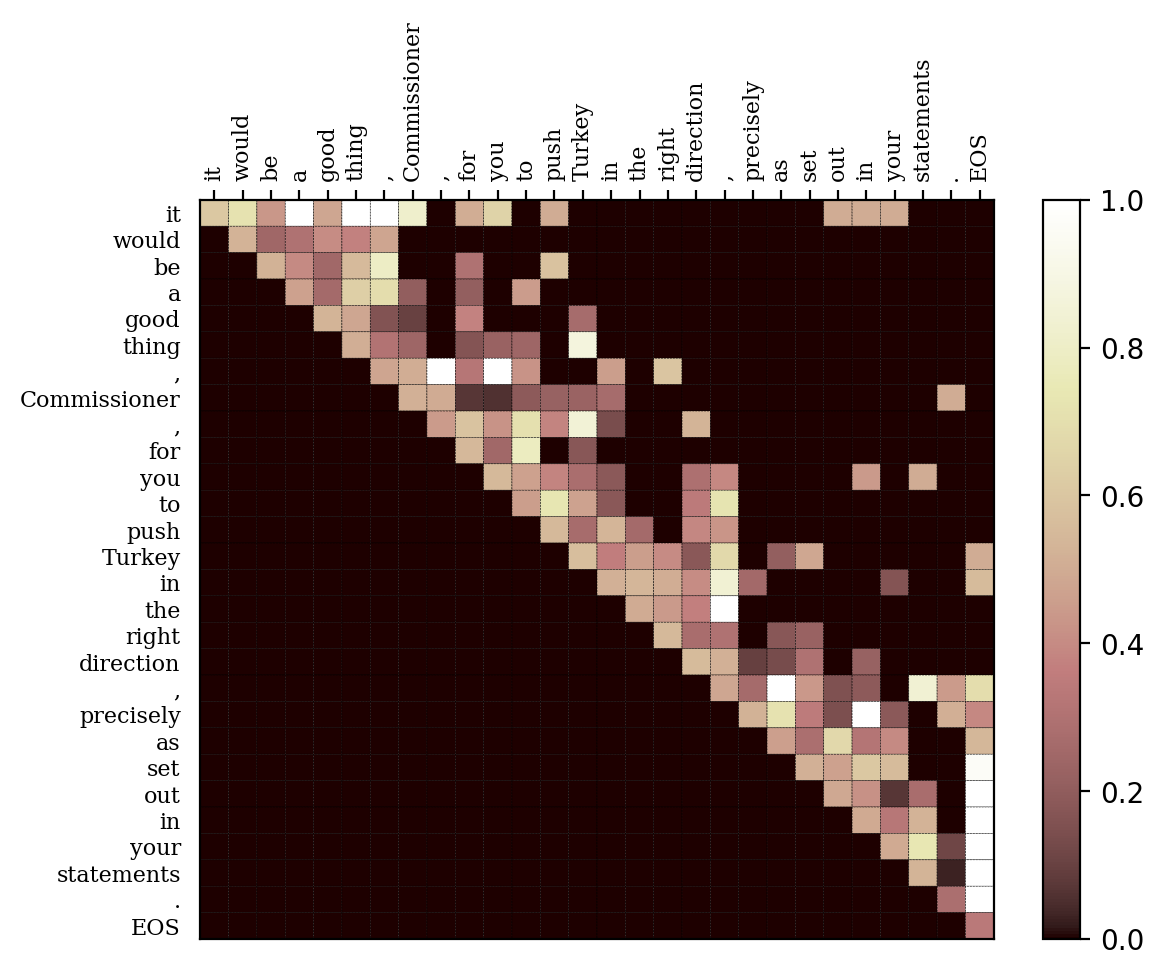 it would be a good thing , Commissioner , for you to push Turkey in the right direction , precisely as set out in your statements . EOS
it
would
be
a
good
thing
,
Commissioner
,
for
you
to
push
Turkey
in
the
right
direction
,
precisely
as
set
out
in
your
statements
.
EOS
1.0
0.8
0.6
0.4
0.2
0.0